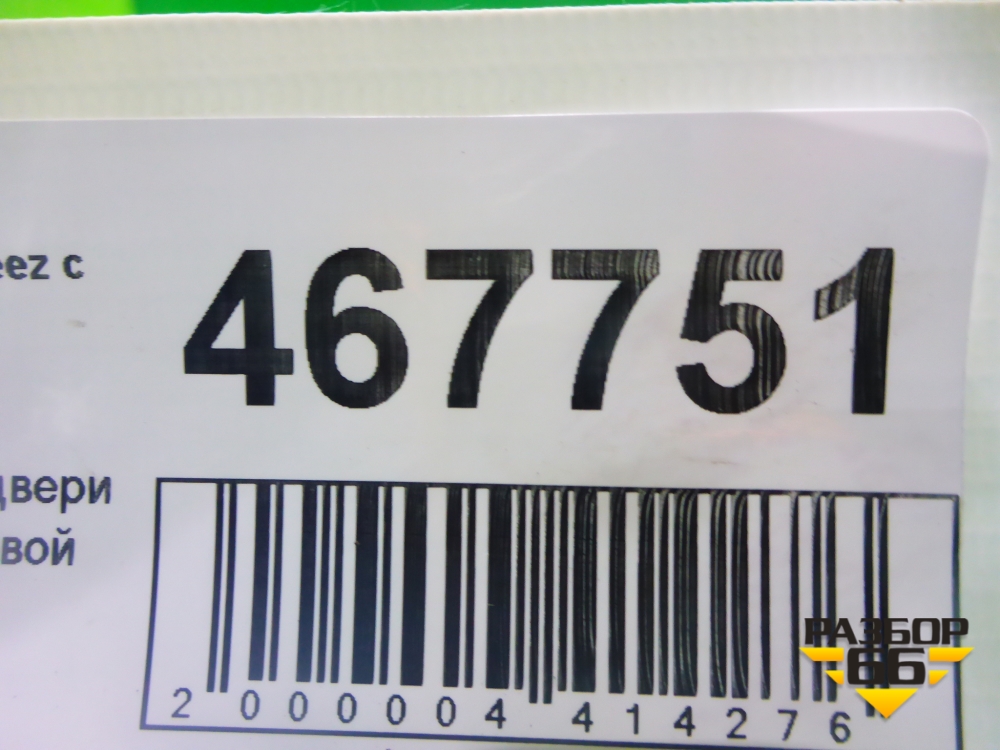 eez с
467751
двери
вой
2 000004 414276
РАЗБОР
66